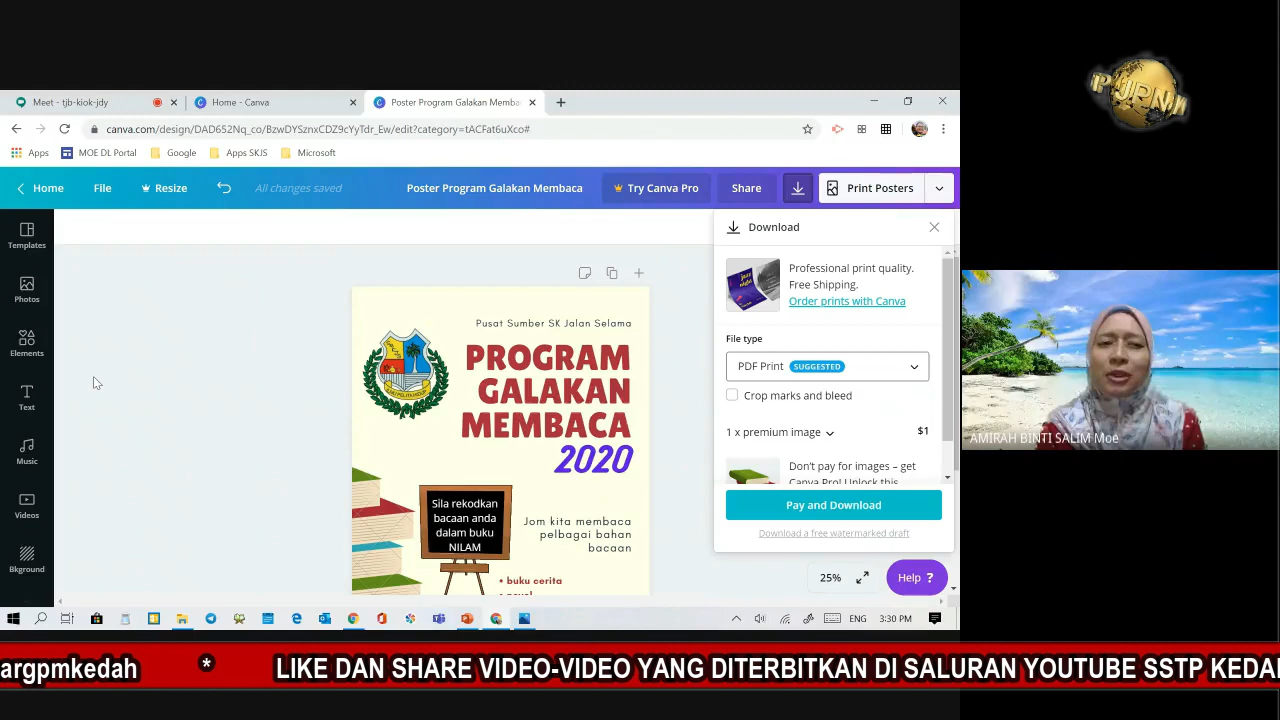 Meet - tjb-kiok-jdy
Home - Canva
Poster Program Galakan Memba
canva.com/design/DAD652Nq_co/BzwDYSznxCDZ9cYyTdr_Ew/edit?category=tACFat6uXco#
Apps
MOE DL Portal
Google
Apps SKJS
Microsoft
Home
File
Resize
All changes saved
Poster Program Galakan Membaca
Try Canva Pro
Share
Print Posters
Templates
Photos
Elements
Text
Music
Videos
Bkground
Pusat Sumber SK Jalan Selama
PROGRAM
GALAKAN
MEMBACA
2020
Sila rekodkan
bacaan anda
dalam buku
NILAM
Jom kita membaca
pelbagai bahan
bacaan
• buku cerita
Download
Professional print quality.
Free Shipping.
Order prints with Canva
File type
PDF Print SUGGESTED
Crop marks and bleed
1 x premium image
$1
Don't pay for images – get
Canva Pro! Unlock this
Pay and Download
Download a free watermarked draft
25%
Help ?
ENG
3:30 PM
AMIRAH BINTI SALIM Moe
argpmkedah * LIKE DAN SHARE VIDEO-VIDEO YANG DITERBITKAN DI SALURAN YOUTUBE SSTP KEDA